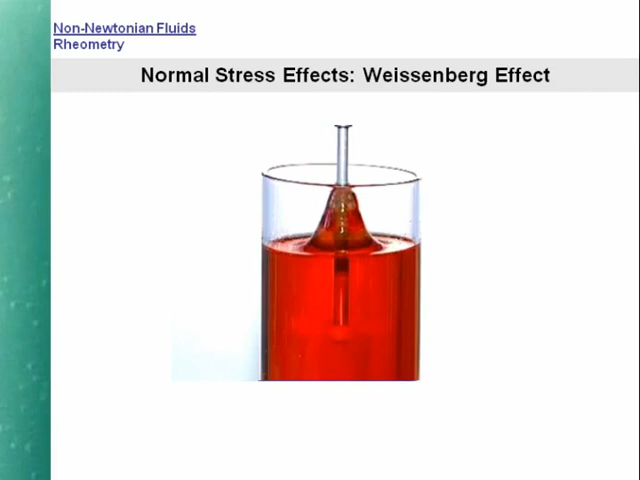 Non-Newtonian Fluids
Rheometry
Normal Stress Effects: Weissenberg Effect